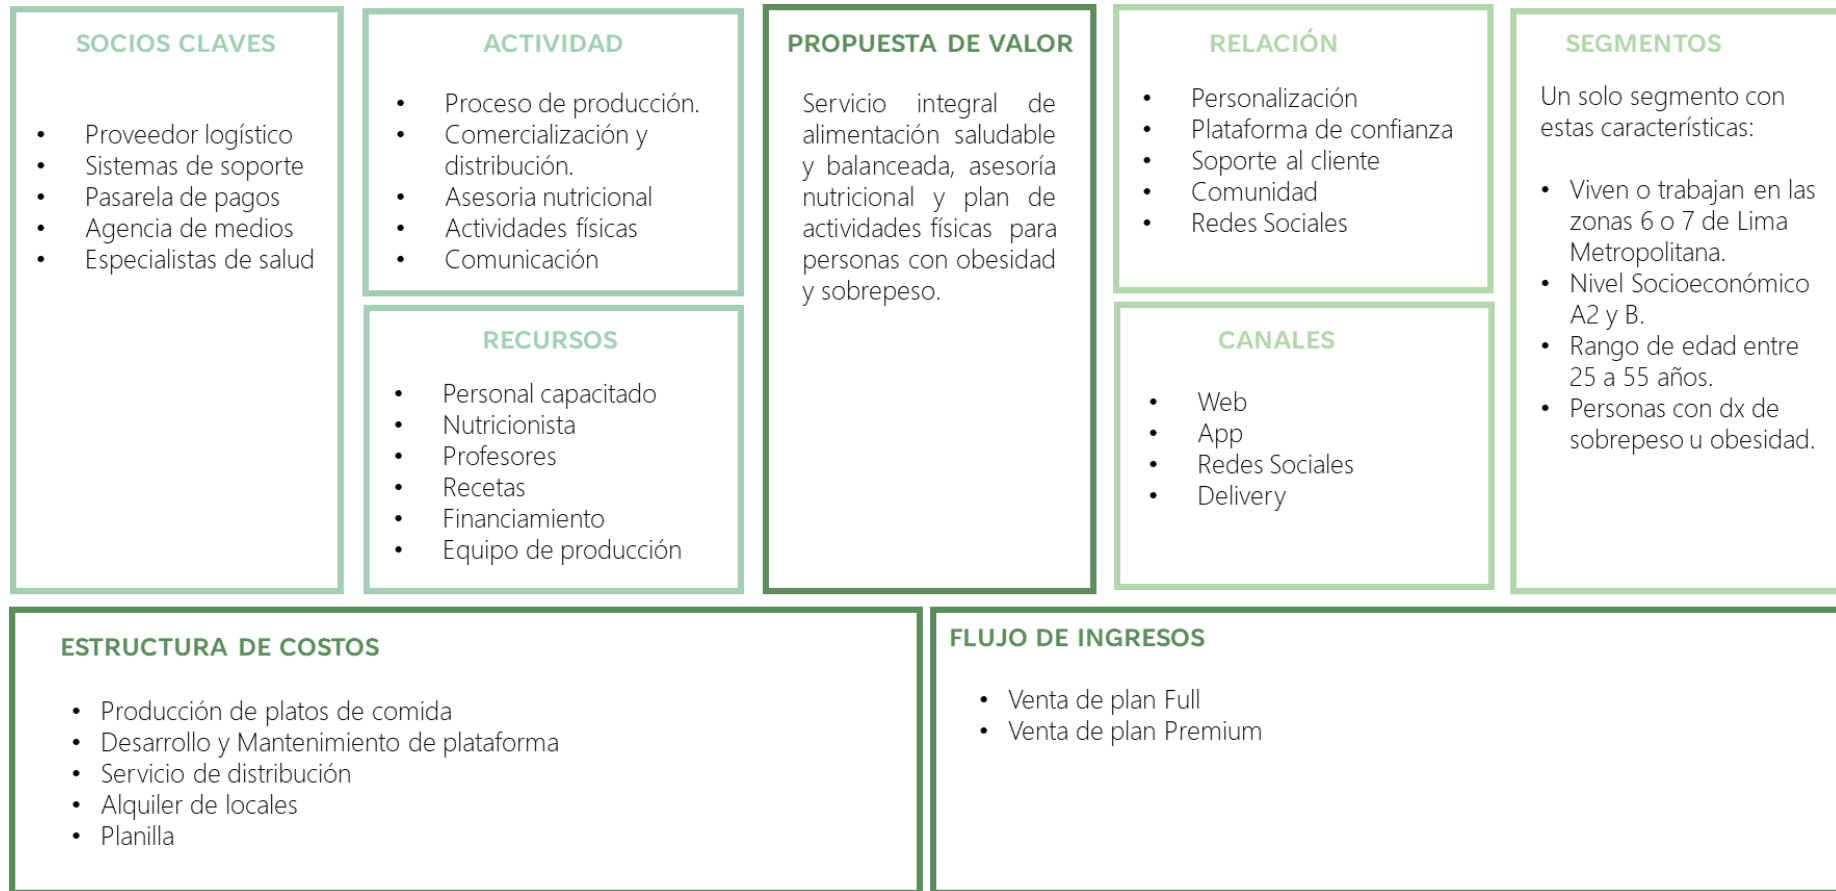 SOCIOS CLAVES
• Proveedor logístico
• Sistemas de soporte
• Pasarela de pagos
• Agencia de medios
• Especialistas de salud
ACTIVIDAD
• Proceso de producción.
• Comercialización y
distribución.
• Asesoria nutricional
• Actividades físicas
• Comunicación
RECURSOS
• Personal capacitado
• Nutricionista
• Profesores
• Recetas
• Financiamiento
• Equipo de producción
PROPUESTA DE VALOR
Servicio integral de
alimentación saludable
y balanceada, asesoría
nutricional y plan de
actividades físicas para
personas con obesidad
y sobrepeso.
RELACIÓN
• Personalización
• Plataforma de confianza
• Soporte al cliente
• Comunidad
• Redes Sociales
CANALES
• Web
• App
• Redes Sociales
• Delivery
SEGMENTOS
Un solo segmento con
estas características:
• Viven o trabajan en las
zonas 6 o 7 de Lima
Metropolitana.
• Nivel Socioeconómico
A2 y B.
• Rango de edad entre
25 a 55 años.
• Personas con dx de
sobrepeso u obesidad.
ESTRUCTURA DE COSTOS
• Producción de platos de comida
• Desarrollo y Mantenimiento de plataforma
• Servicio de distribución
• Alquiler de locales
• Planilla
FLUJO DE INGRESOS
• Venta de plan Full
• Venta de plan Premium